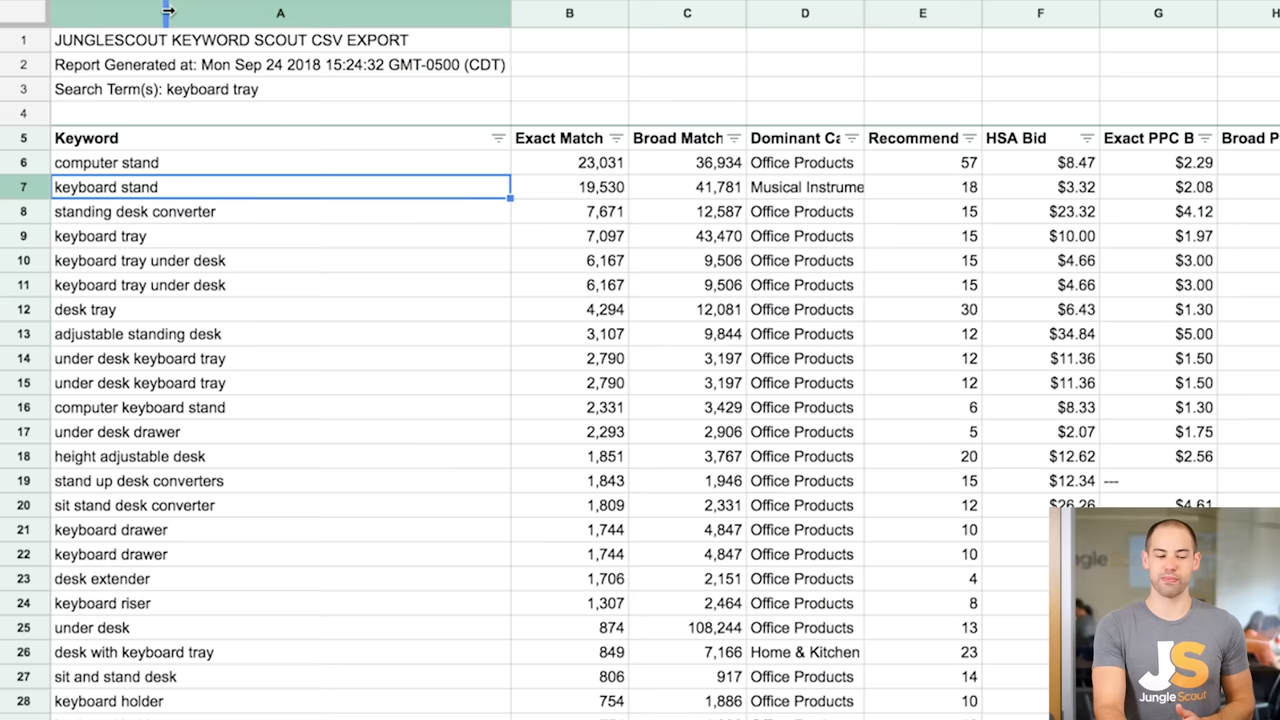 A B C D E F G H
1 JUNGLESCOUT KEYWORD SCOUT CSV EXPORT
2 Report Generated at: Mon Sep 24 2018 15:24:32 GMT-0500 (CDT)
3 Search Term(s): keyboard tray
4
5 Keyword Exact Match Broad Match Dominant Ca Recommend HSA Bid Exact PPC B Broad P
6 computer stand 23,031 36,934 Office Products 57 $8.47 $2.29
7 keyboard stand 19,530 41,781 Musical Instrume 18 $3.32 $2.08
8 standing desk converter 7,671 12,587 Office Products 15 $23.32 $4.12
9 keyboard tray 7,097 43,470 Office Products 15 $10.00 $1.97
10 keyboard tray under desk 6,167 9,506 Office Products 15 $4.66 $3.00
11 keyboard tray under desk 6,167 9,506 Office Products 15 $4.66 $3.00
12 desk tray 4,294 12,081 Office Products 30 $6.43 $1.30
13 adjustable standing desk 3,107 9,844 Office Products 12 $34.84 $5.00
14 under desk keyboard tray 2,790 3,197 Office Products 12 $11.36 $1.50
15 under desk keyboard tray 2,790 3,197 Office Products 12 $11.36 $1.50
16 computer keyboard stand 2,331 3,429 Office Products 6 $8.33 $1.30
17 under desk drawer 2,293 2,906 Office Products 5 $2.07 $1.75
18 height adjustable desk 1,851 3,767 Office Products 20 $12.62 $2.56
19 stand up desk converters 1,843 1,946 Office Products 15 $12.34 ---
20 sit stand desk converter 1,809 2,331 Office Products 12 $26.26 $4.61
21 keyboard drawer 1,744 4,847 Office Products 10
22 keyboard drawer 1,744 4,847 Office Products 10
23 desk extender 1,706 2,151 Office Products 4
24 keyboard riser 1,307 2,464 Office Products 8
25 under desk 874 108,244 Office Products 13
26 desk with keyboard tray 849 7,166 Home & Kitchen 23
27 sit and stand desk 806 917 Office Products 14
28 keyboard holder 754 1,886 Office Products 10
JS
Jungle Scout